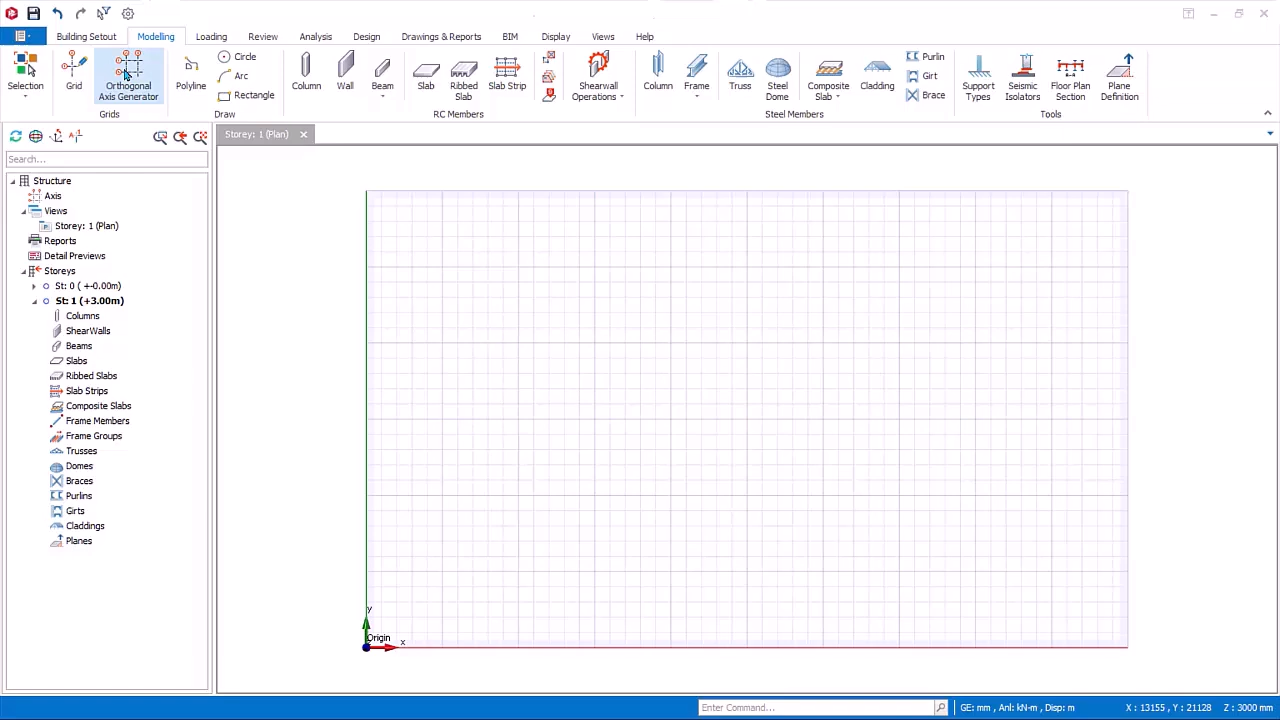 Building Setout Modelling Loading Review Analysis Design Drawings & Reports BIM Display Views Help
Selection
Grid
Orthogonal
Axis Generator
Grids
Polyline
Circle
Arc
Rectangle
Draw
Column
Wall
Beam
Slab
Ribbed
Slab
Slab Strip
Shearwall
Operations
RC Members
Column
Frame
Truss
Steel
Dome
Composite
Slab
Cladding
Purlin
Girt
Brace
Steel Members
Support
Types
Seismic
Isolators
Floor Plan
Section
Plane
Definition
Tools
Storey: 1 (Plan)
Search...
Structure
Axis
Views
Storey: 1 (Plan)
Reports
Detail Previews
Storeys
St: 0 ( +-0.00m)
St: 1 (+3.00m)
Columns
ShearWalls
Beams
Slabs
Ribbed Slabs
Slab Strips
Composite Slabs
Frame Members
Frame Groups
Trusses
Domes
Braces
Purlins
Girts
Claddings
Planes
y
Origin
x
Enter Command...
GE: mm , Anl: kN-m , Disp: m
X : 13155 , Y : 21128
Z : 3000 mm